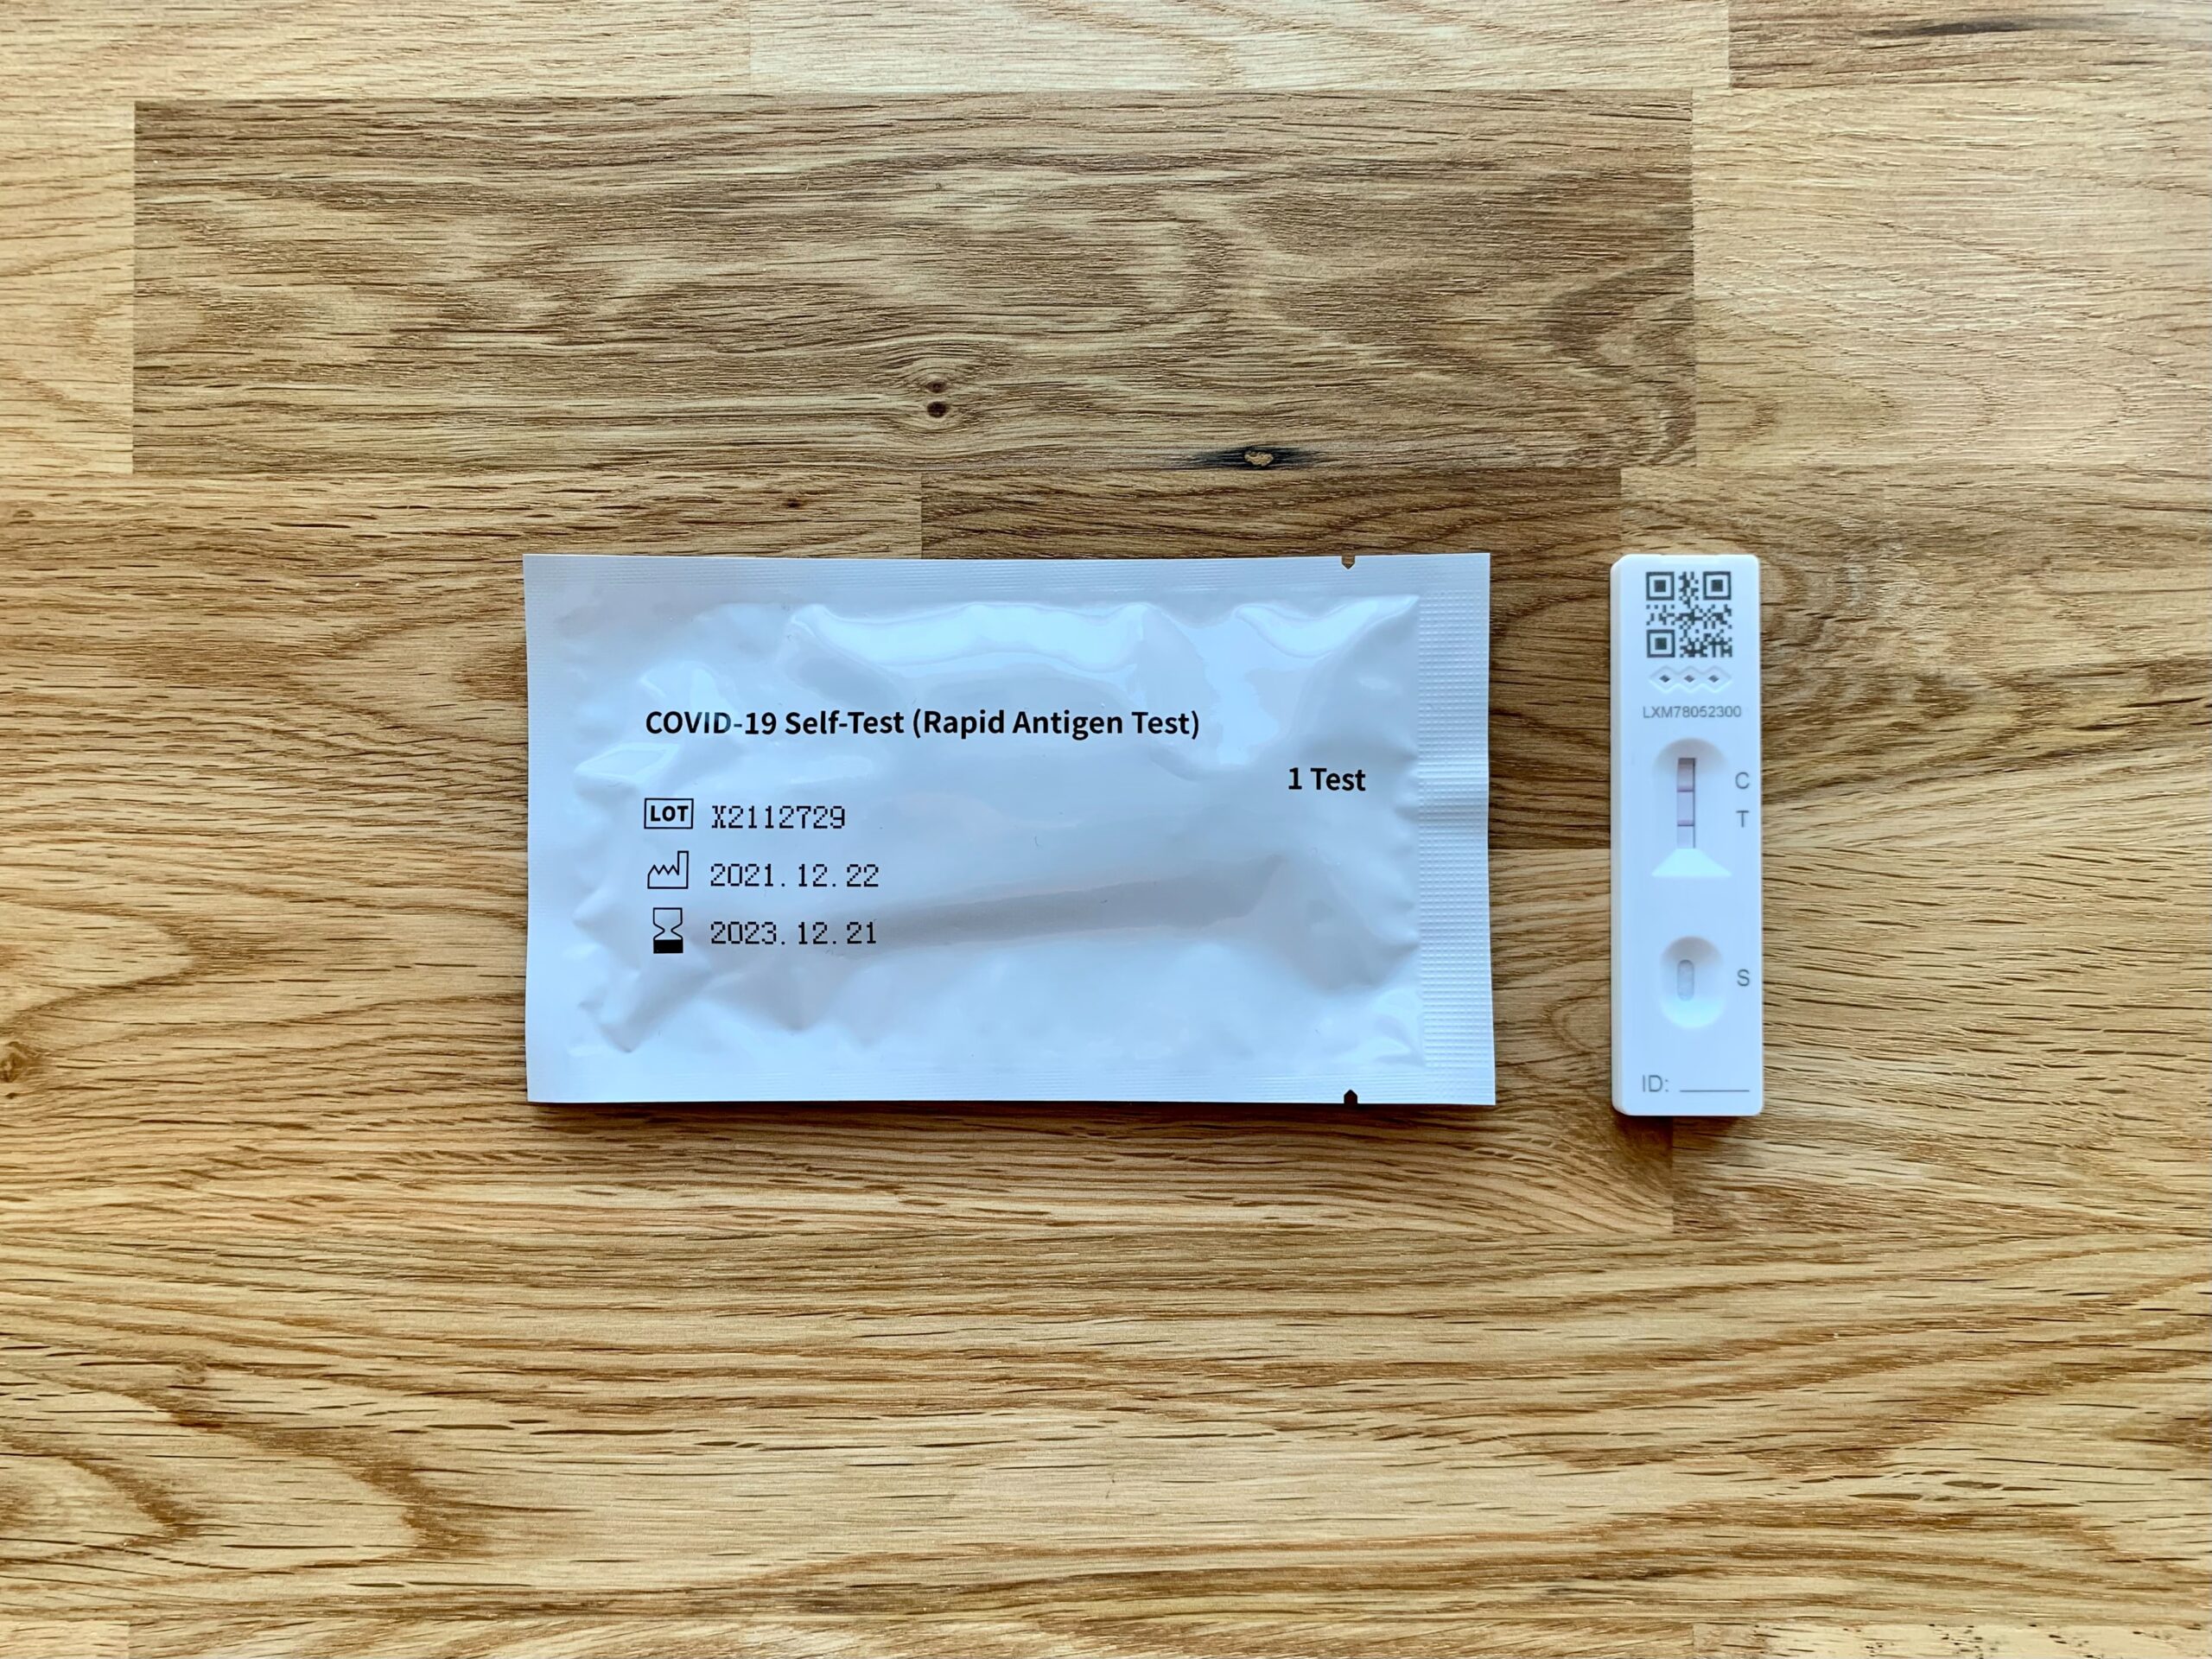 COVID-19 Self-Test (Rapid Antigen Test)
1 Test
LOT X2112729
2021.12.22
2023.12.21
LXM78052300
C
T
S
ID: